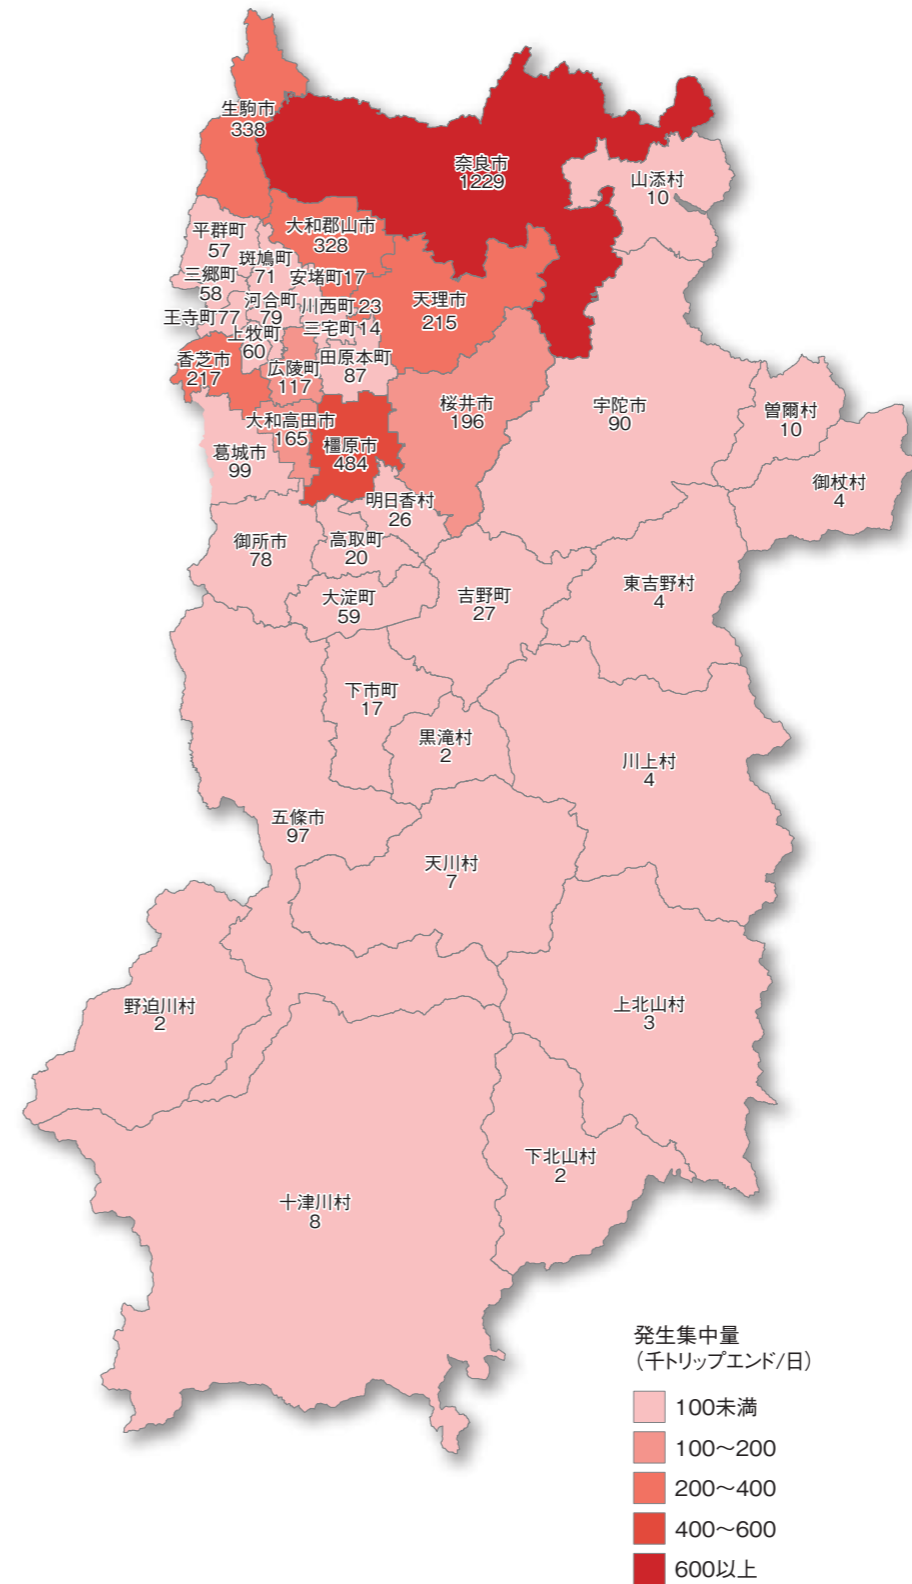 生駒市
338
奈良市
1229
山添村
10
平群町
57
大和郡山市
328
斑鳩町
71
三郷町
58
安堵町17
天理市
215
河合町
79
川西町 23
王寺町77
三宅町14
上牧町
60
香芝市
217
広陵町
117
田原本町
87
桜井市
196
宇陀市
90
曽爾村
10
大和高田市
165
橿原市
484
葛城市
99
御杖村
4
明日香村
26
御所市
78
高取町
20
大淀町
59
吉野町
27
東吉野村
4
下市町
17
黒滝村
2
川上村
4
五條市
97
天川村
7
野迫川村
2
上北山村
3
下北山村
2
十津川村
8
発生集中量
（千トリップエンド/日）
100未満
100～200
200～400
400～600
600以上